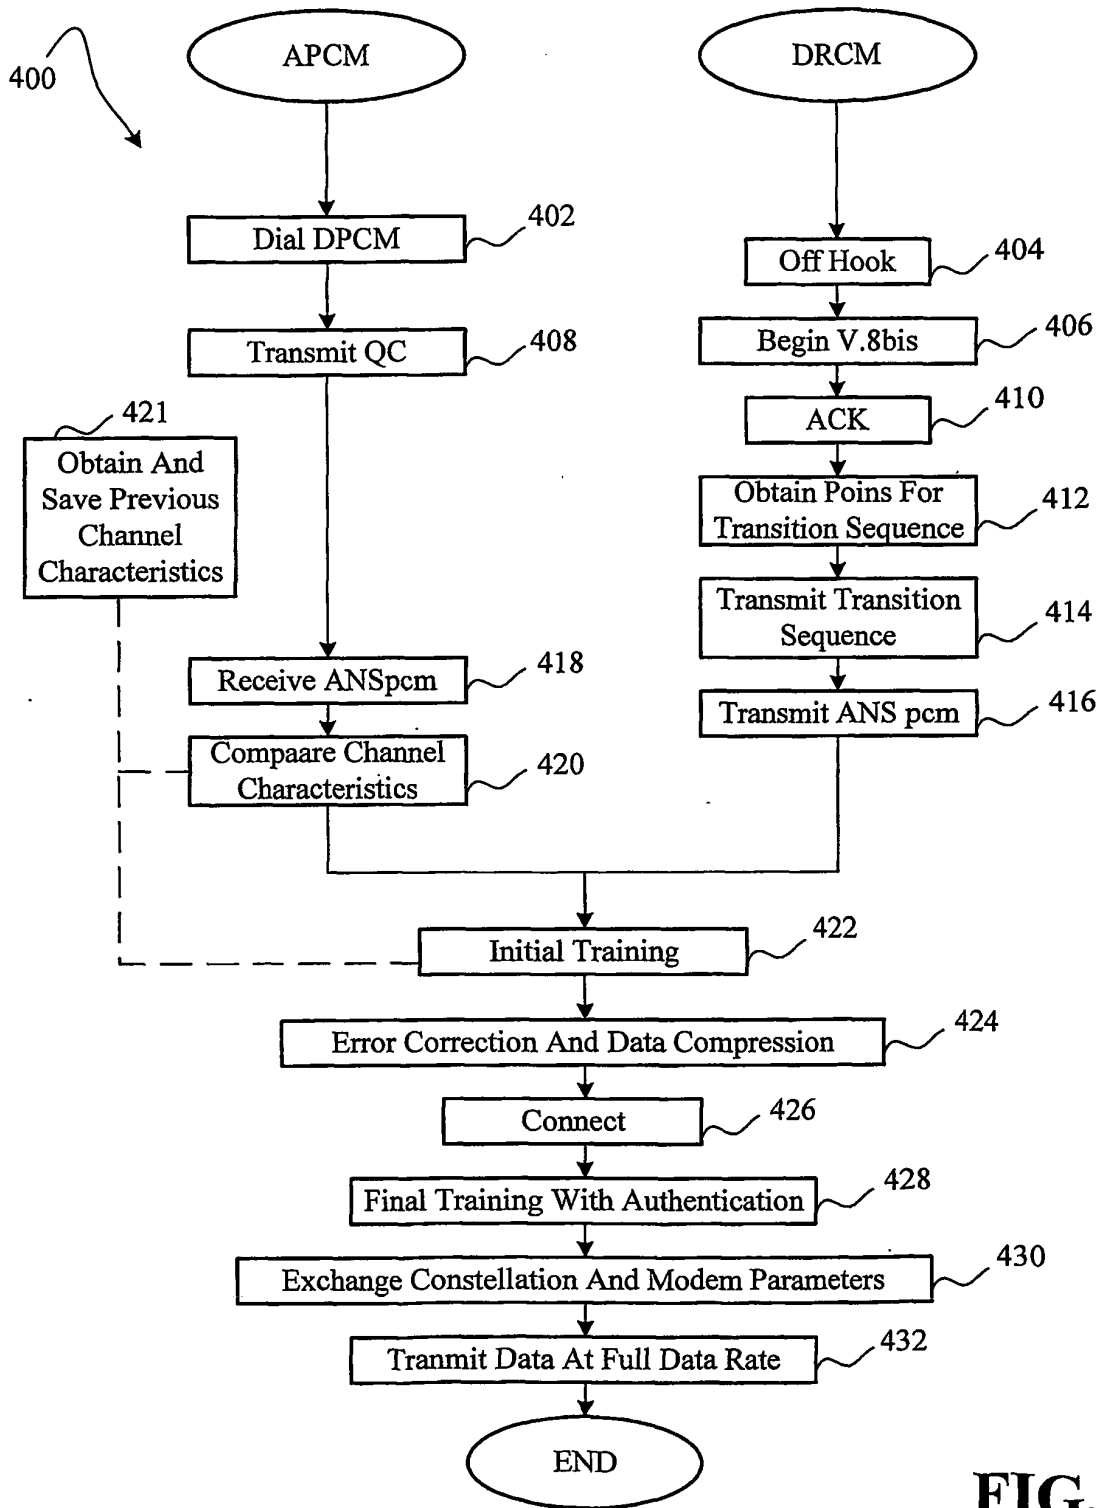 400
APCM
DRCM
Dial DPCM
402
Off Hook
404
Transmit QC
408
Begin V.8bis
406
ACK
410
421
Obtain And
Save Previous
Channel
Characteristics
Obtain Poins For
Transition Sequence
412
Transmit Transition
Sequence
414
Receive ANSpcm
418
Transmit ANS pcm
416
Compaare Channel
Characteristics
420
Initial Training
422
Error Correction And Data Compression
424
Connect
426
Final Training With Authentication
428
Exchange Constellation And Modem Parameters
430
Tranmit Data At Full Data Rate
432
END
FIG.